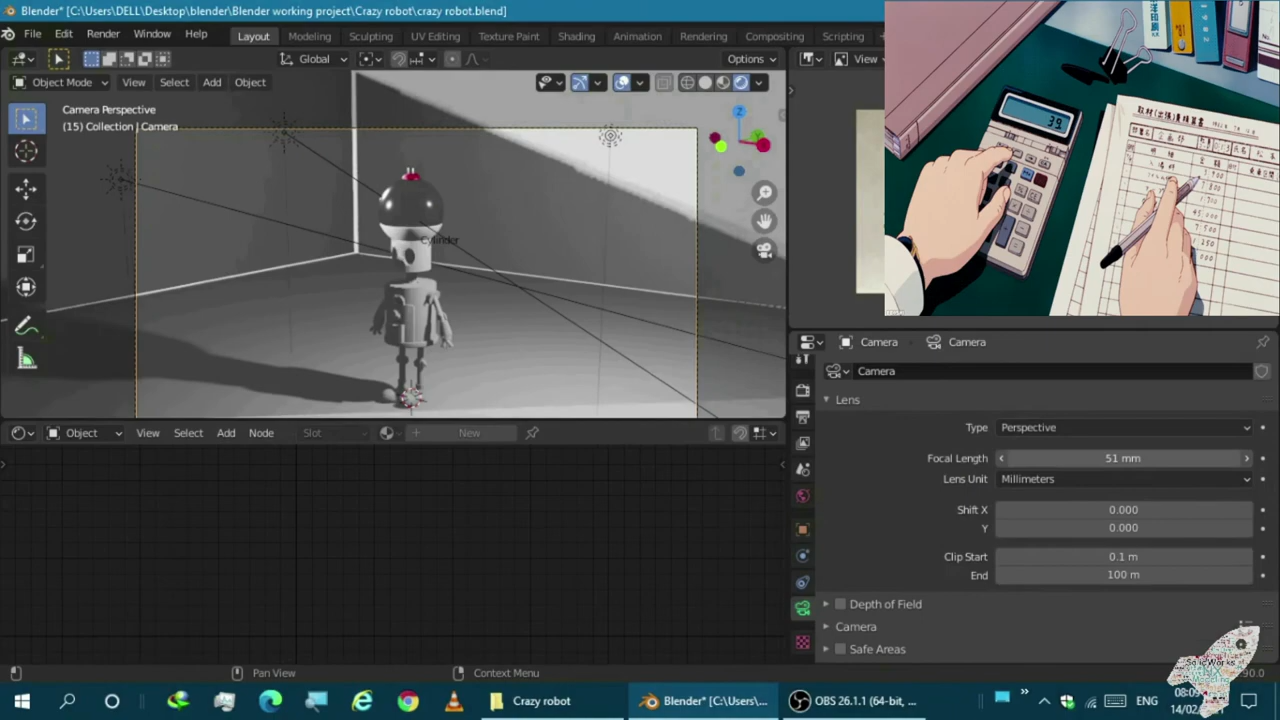 Blender* [C:\Users\DELL\Desktop\blender\Blender working project\Crazy robot\crazy robot.blend]
File Edit Render Window Help Layout Modeling Sculpting UV Editing Texture Paint Shading Animation Rendering Compositing Scripting
Global Options View
Object Mode View Select Add Object
Camera Perspective
(15) Collection | Camera
Cylinder
39
Camera Camera
Camera
Lens
Type Perspective
Focal Length 51 mm
Lens Unit Millimeters
Shift X 0.000
Y 0.000
Clip Start 0.1 m
End 100 m
Depth of Field
Camera
Safe Areas
Object View Select Add Node Slot New
Pan View Context Menu
SolidWorks
Crazy robot Blender* [C:\Users\... OBS 26.1.1 (64-bit, ... ENG